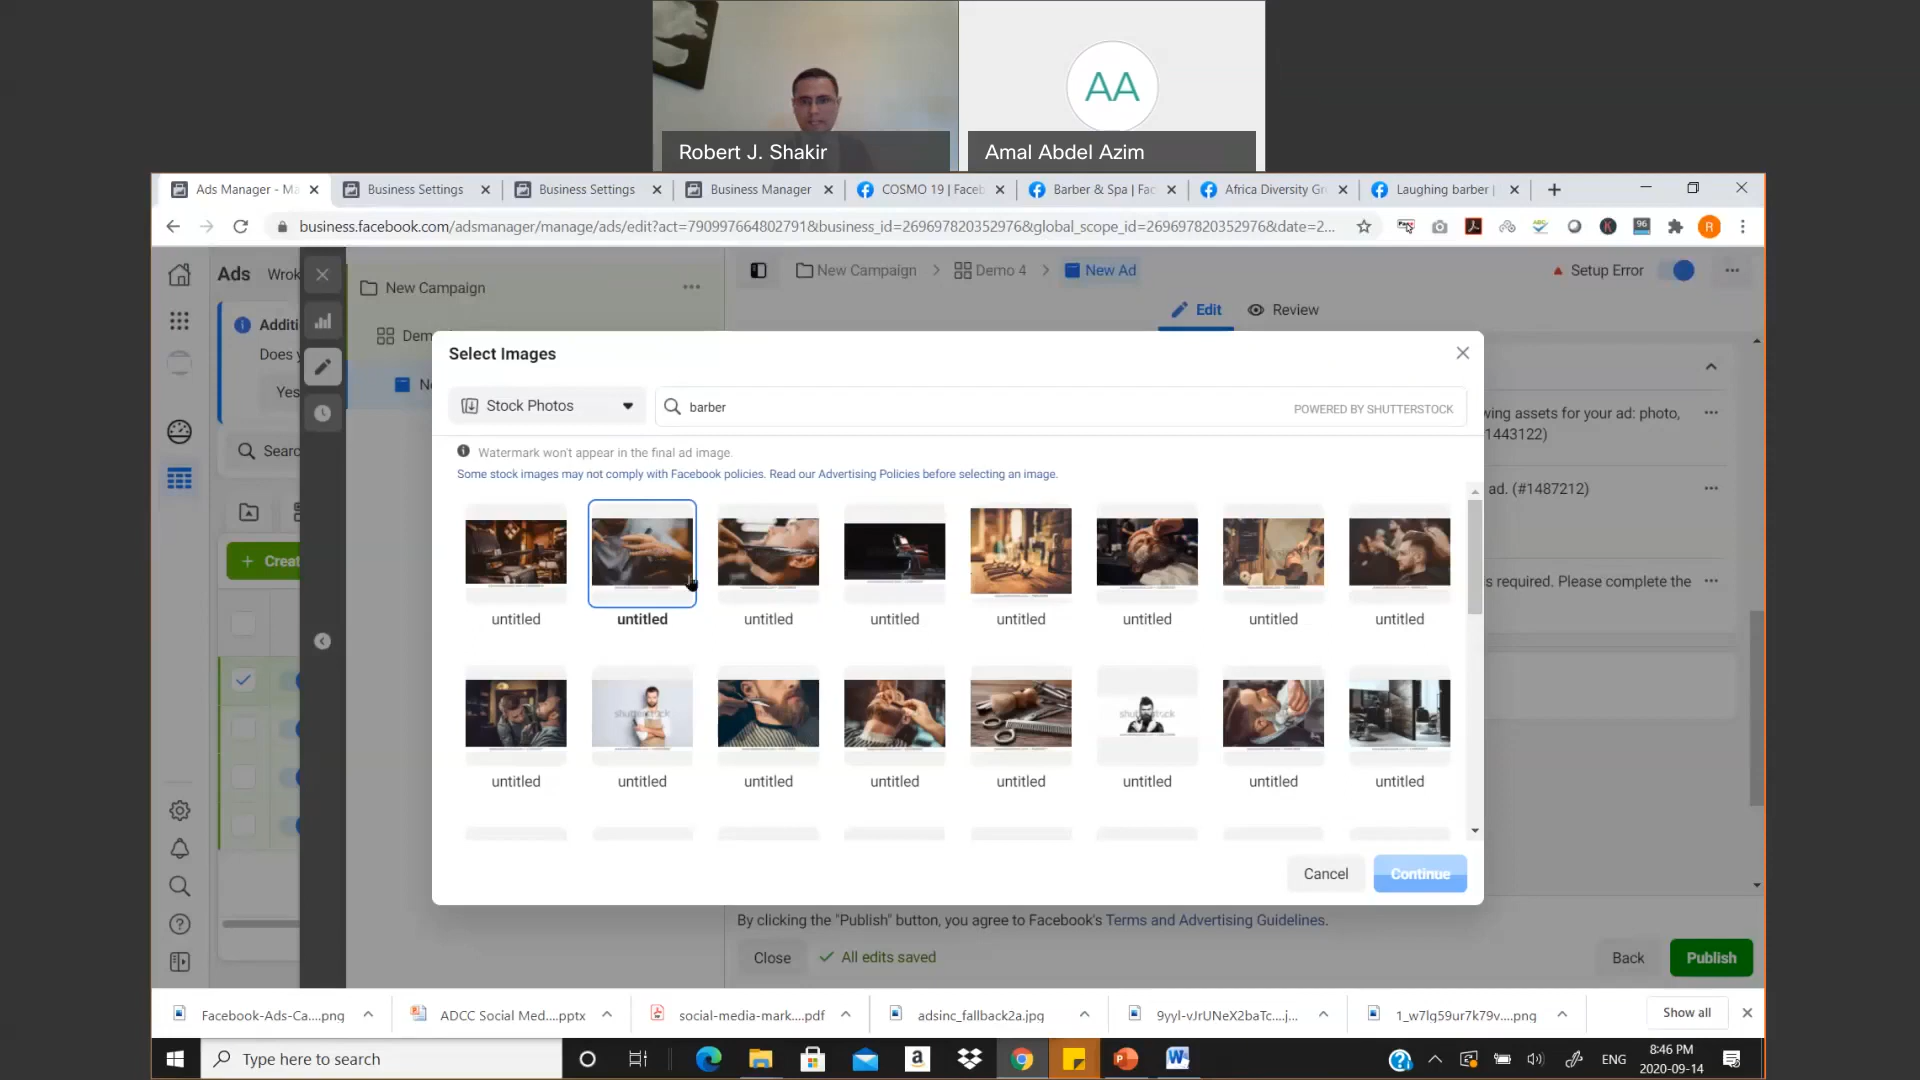 AA
Robert J. Shakir
Amal Abdel Azim
Ads Manager - Ma
Business Settings
Business Settings
Business Manager
COSMO 19 | Faceb
Barber & Spa | Fac
Africa Diversity Gr
Laughing barber |
business.facebook.com/adsmanager/manage/ads/edit?act=790997664802791&business_id=269697820352976&global_scope_id=269697820352976&date=2...
96
R
Ads
New Campaign
New Campaign
Demo 4
New Ad
Setup Error
Edit
Review
Additi
Does y
Yes
Searc
Dem
Crea
Select Images
Stock Photos
barber
POWERED BY SHUTTERSTOCK
Watermark won't appear in the final ad image.
Some stock images may not comply with Facebook policies. Read our Advertising Policies before selecting an image.
wing assets for your ad: photo,
1443122)
ad. (#1487212)
s required. Please complete the
untitled
untitled
untitled
untitled
untitled
untitled
untitled
untitled
shutterstock
shutterstock
untitled
untitled
untitled
untitled
untitled
untitled
untitled
untitled
Cancel
Continue
By clicking the "Publish" button, you agree to Facebook's Terms and Advertising Guidelines.
Close
All edits saved
Back
Publish
Facebook-Ads-Ca....png
ADCC Social Med....pptx
social-media-mark....pdf
adsinc_fallback2a.jpg
9yyl-vJrUNeX2baTc....j...
1_w7lg59ur7k79v....png
Show all
Type here to search
ENG
8:46 PM
2020-09-14